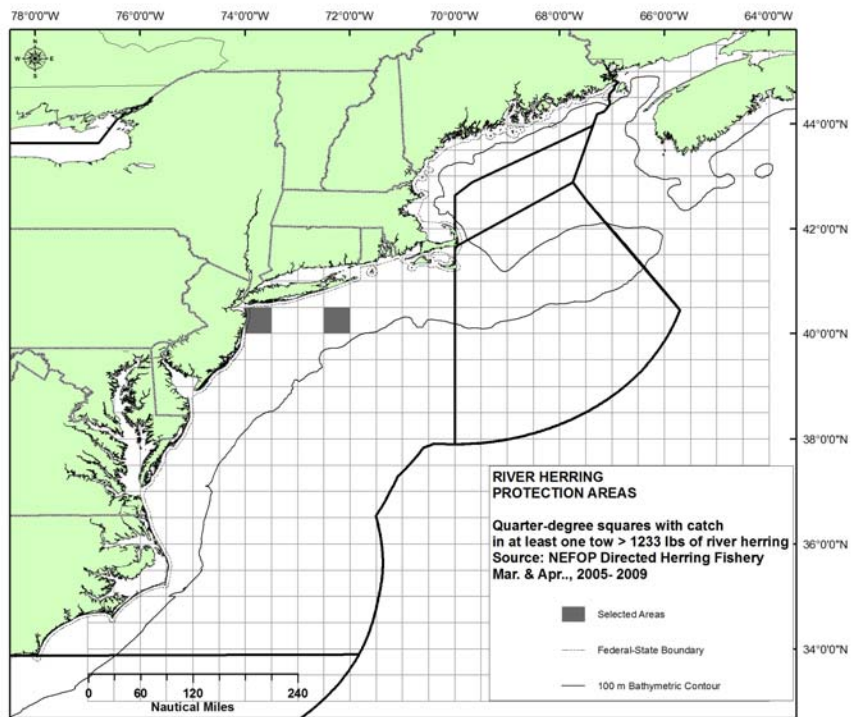 78°0'0"W 76°0'0"W 74°0'0"W 72°0'0"W 70°0'0"W 68°0'0"W 66°0'0"W 64°0'0"W
N
W E
S
44°0'0"N
42°0'0"N
40°0'0"N
38°0'0"N
36°0'0"N
34°0'0"N
RIVER HERRING
PROTECTION AREAS
Quarter-degree squares with catch
in at least one tow > 1233 lbs of river herring
Source: NEFOP Directed Herring Fishery
Mar. & Apr.., 2005- 2009
Selected Areas
Federal-State Boundary
100 m Bathymetric Contour
0 60 120 240
Nautical Miles